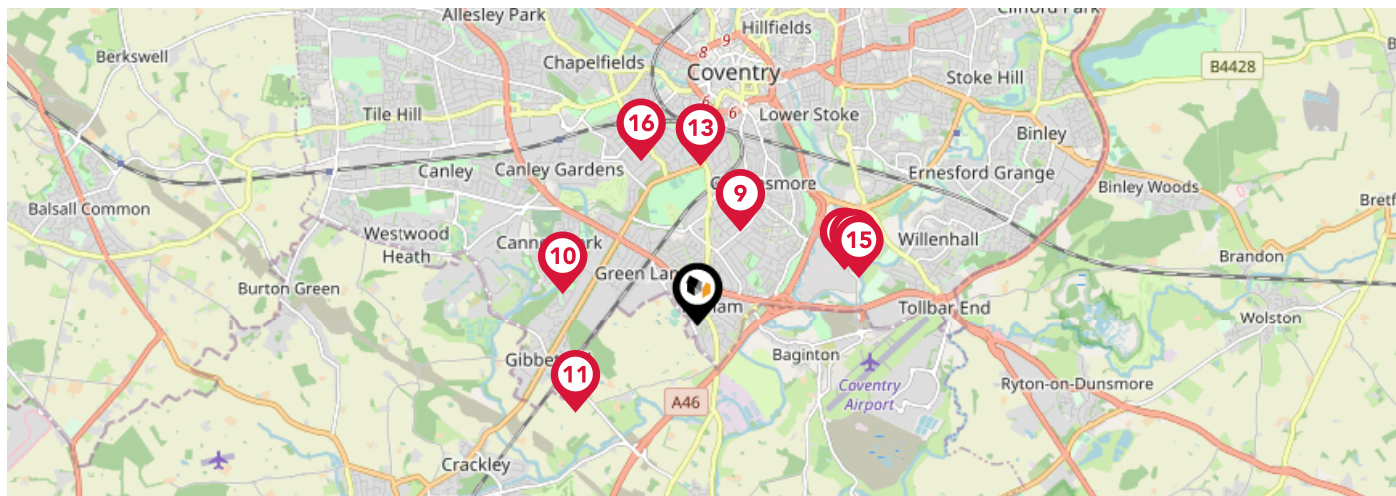 Allesley Park
Clifford Park
Hillfields
9
8
Berkswell
Chapelfields
Coventry
B4428
Stoke Hill
6
6
Tile Hill
16
13
Lower Stoke
Binley
Canley
Canley Gardens
Ernesford Grange
Binley Woods
9
Balsall Common
Westwood
Heath
10
15
Willenhall
Brandon
Green Lan
Burton Green
Tollbar End
Wolston
Baginton
Gibbet
11
Coventry
Airport
Ryton-on-Dunsmore
A46
Crackley